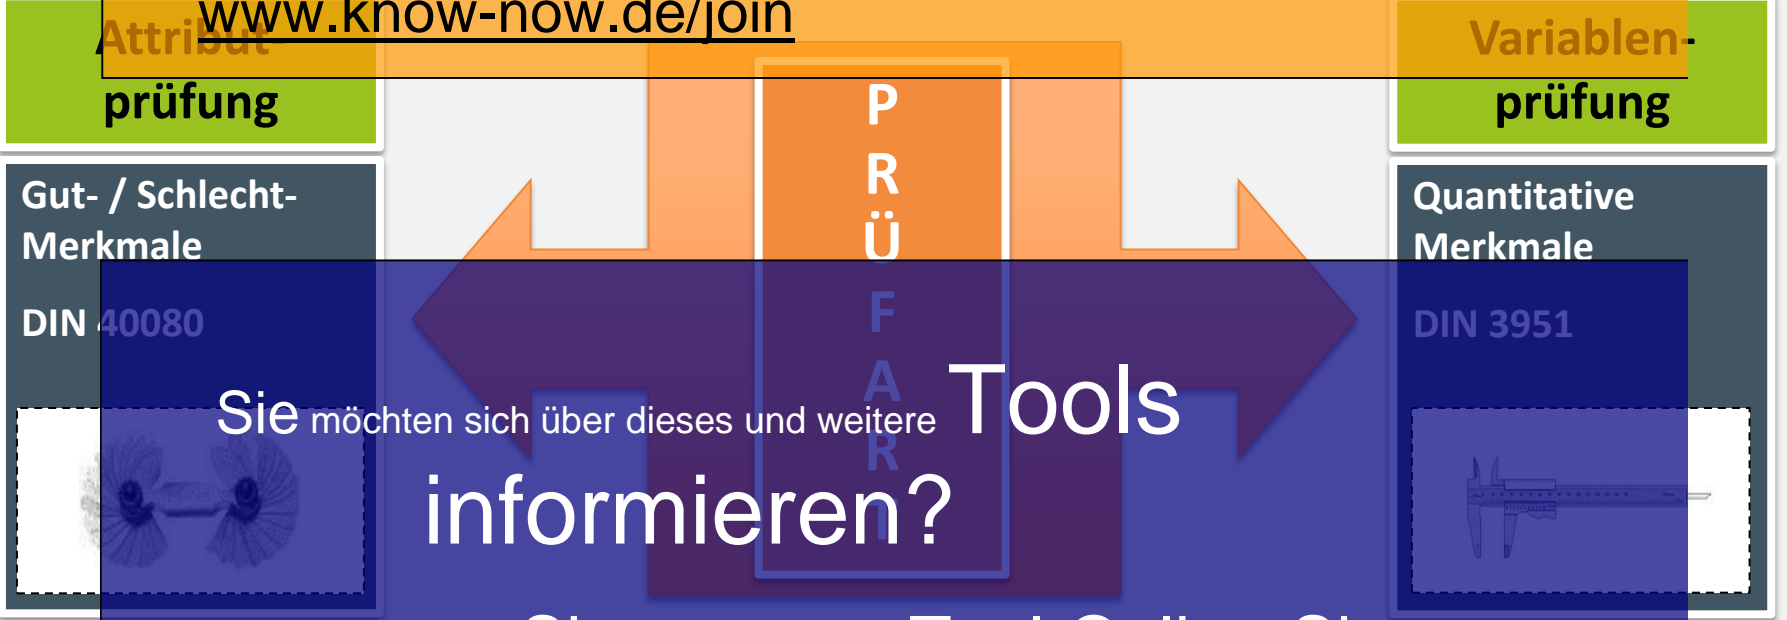 www.know-now.de/join
Attribut-
prüfung
Gut- / Schlecht-
Merkmale
DIN 40080
P
R
Ü
F
A
R
T
Variablen-
prüfung
Quantitative
Merkmale
DIN 3951
Sie möchten sich über dieses und weitere Tools
informieren?